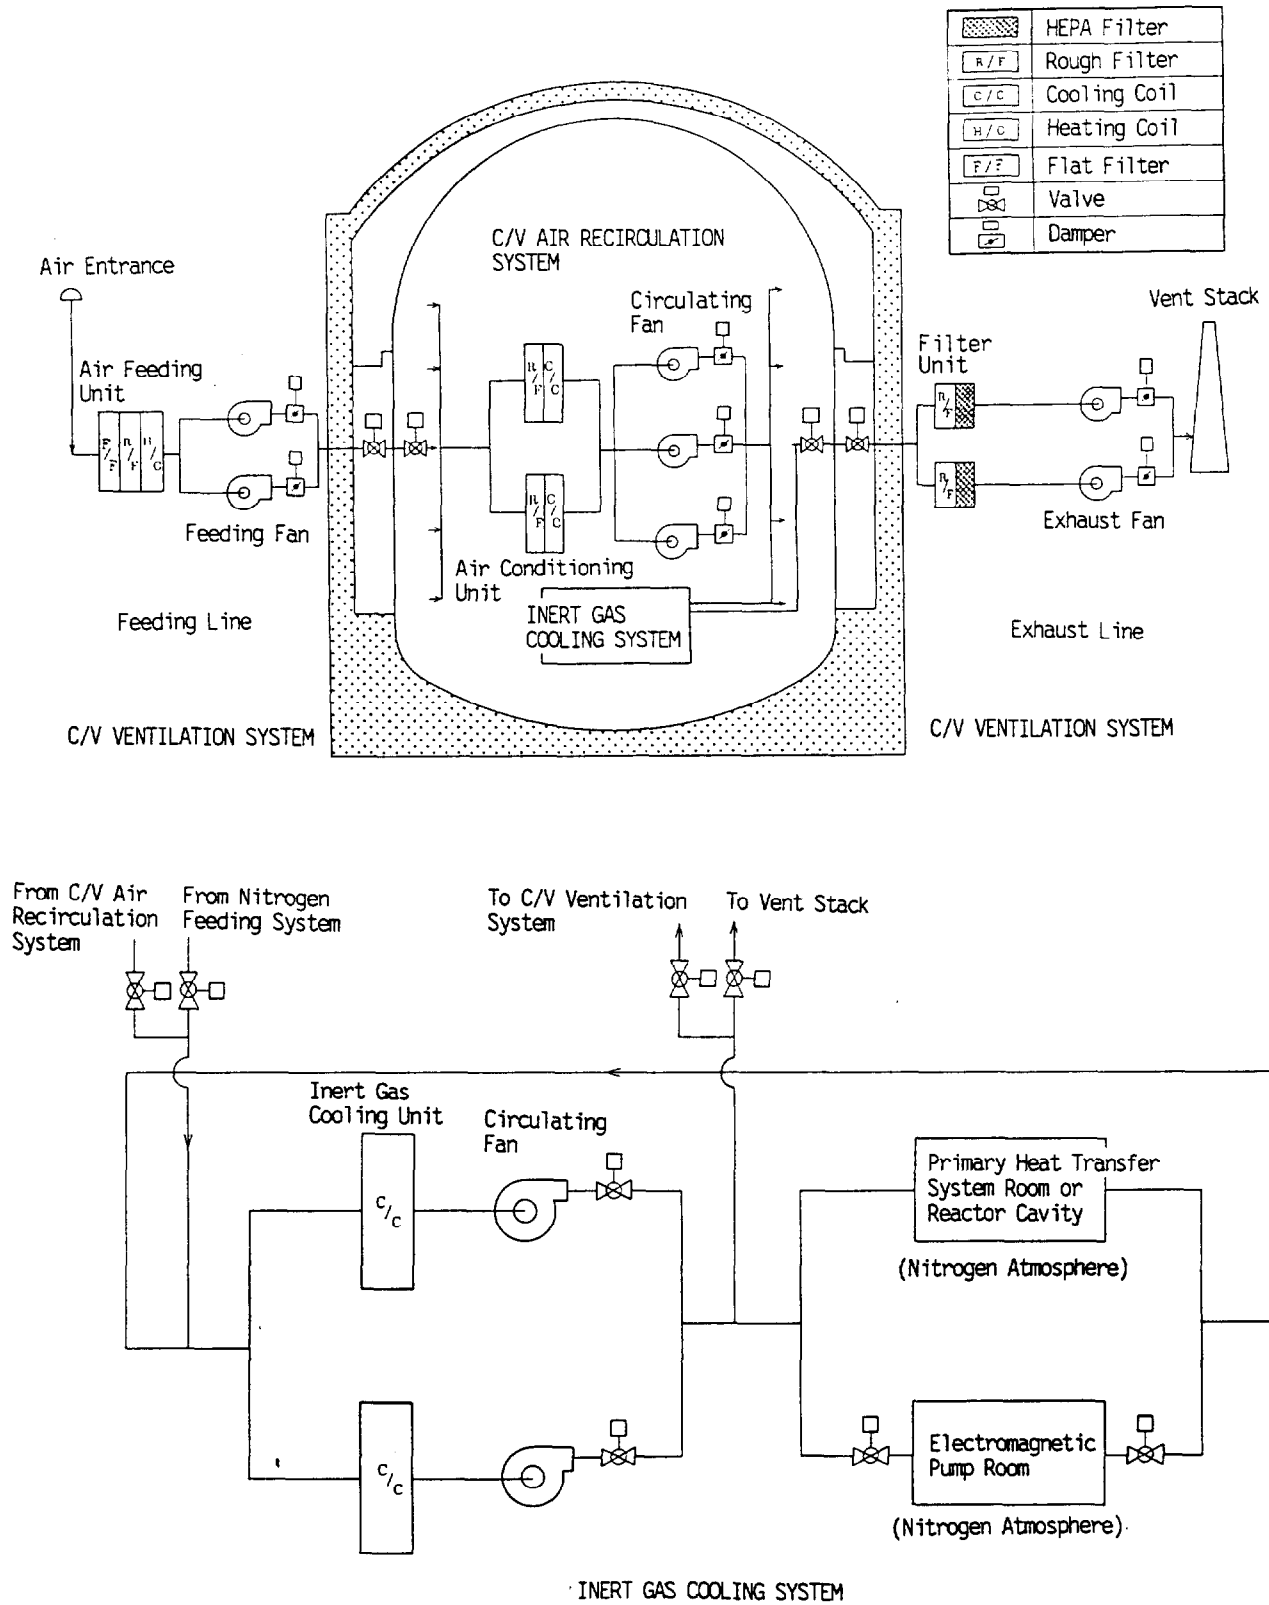 HEPA Filter
R/F Rough Filter
C/C Cooling Coil
H/C Heating Coil
F/F Flat Filter
Valve
Damper
C/V AIR RECIRCULATION
SYSTEM
Air Entrance
Vent Stack
Circulating
Fan
Filter
Unit
Air Feeding
Unit
R/F
C/C
R/F
F/F
R/F
R/F
C/C
R/F
Feeding Fan
Exhaust Fan
Air Conditioning
Unit
INERT GAS
COOLING SYSTEM
Feeding Line
Exhaust Line
C/V VENTILATION SYSTEM
C/V VENTILATION SYSTEM
From C/V Air
Recirculation
System
From Nitrogen
Feeding System
To C/V Ventilation
System
To Vent Stack
Inert Gas
Cooling Unit
Circulating
Fan
C/C
Primary Heat Transfer
System Room or
Reactor Cavity
(Nitrogen Atmosphere)
C/C
Electromagnetic
Pump Room
(Nitrogen Atmosphere)
INERT GAS COOLING SYSTEM